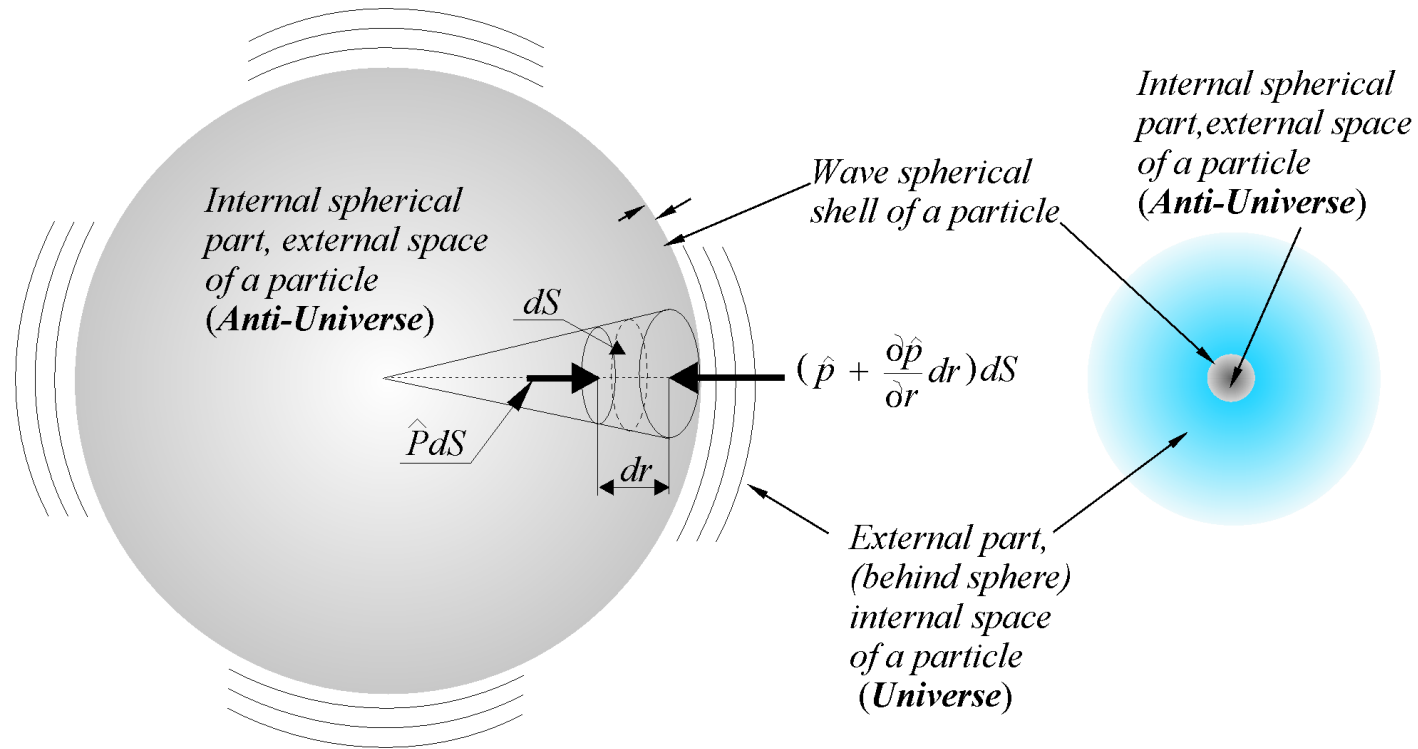 Internal spherical
part, external space
of a particle
(Anti-Universe)
dS
P̂dS
dr
Wave spherical
shell of a particle
(p̂ + ∂p̂/∂r dr)dS
External part,
(behind sphere)
internal space
of a particle
(Universe)
Internal spherical
part,external space
of a particle
(Anti-Universe)